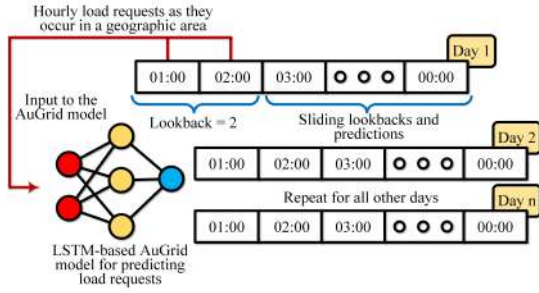 Hourly load requests as they
occur in a geographic area
Day 1
01:00 02:00 03:00 00:00
Input to the
AuGrid model
Lookback = 2
Sliding lookbacks and
predictions
Day 2
01:00 02:00 03:00 00:00
Repeat for all other days
Day n
01:00 02:00 03:00 00:00
LSTM-based AuGrid
model for predicting
load requests